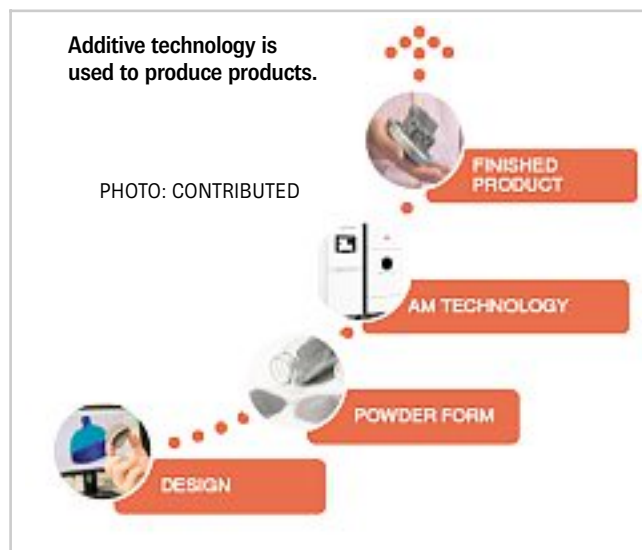 Additive technology is
used to produce products.
PHOTO: CONTRIBUTED
FINISHED
PRODUCT
AM TECHNOLOGY
POWDER FORM
DESIGN